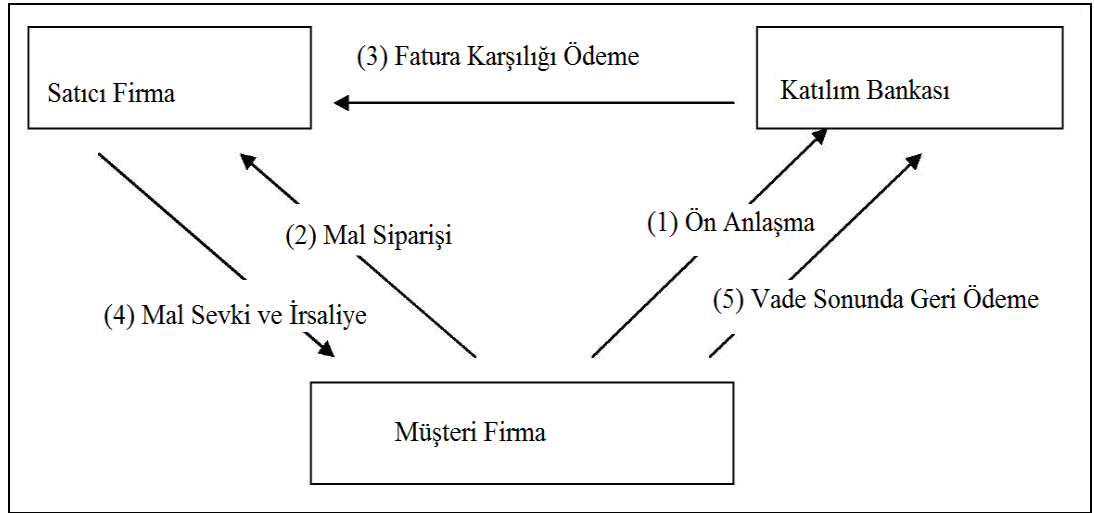 (3) Fatura Karşılığı Ödeme
Satıcı Firma
Katılım Bankası
(2) Mal Siparişi
(1) Ön Anlaşma
(4) Mal Sevki ve İrsaliye
(5) Vade Sonunda Geri Ödeme
Müşteri Firma